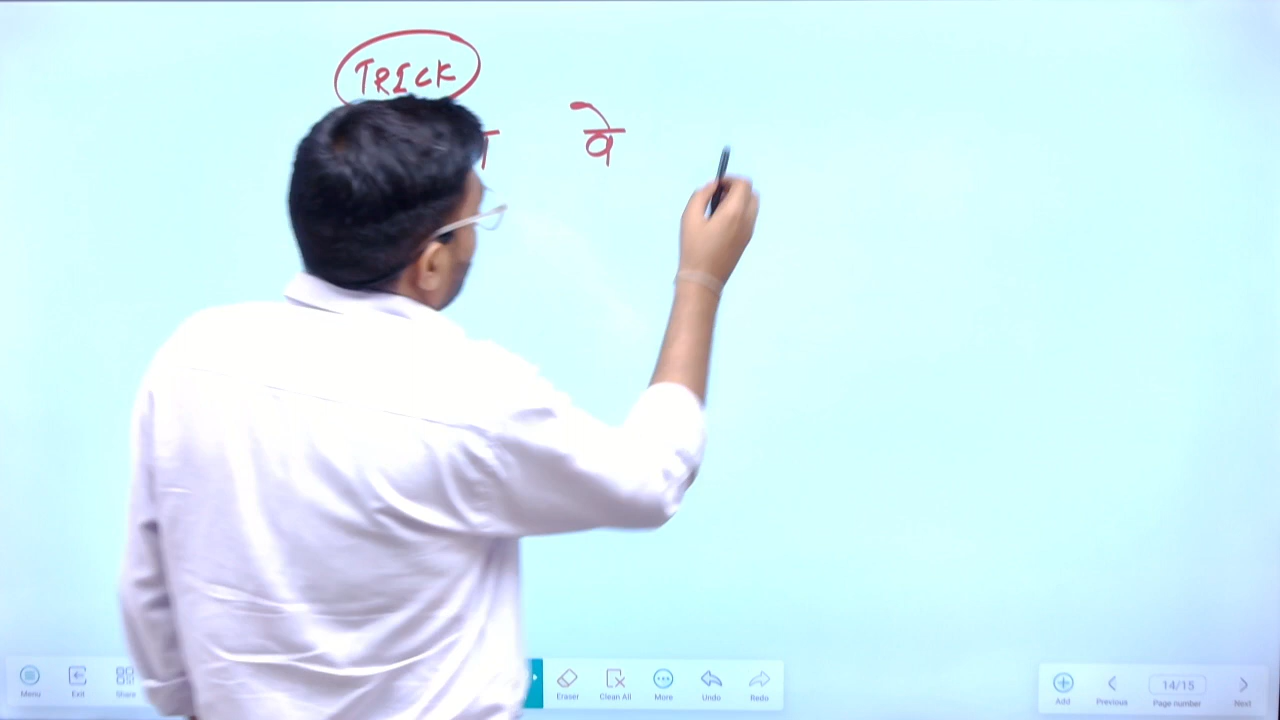 TRICK
वे
Menu Exit Share Eraser Clean All More Undo Redo Add Previous 14/15 Page number Next